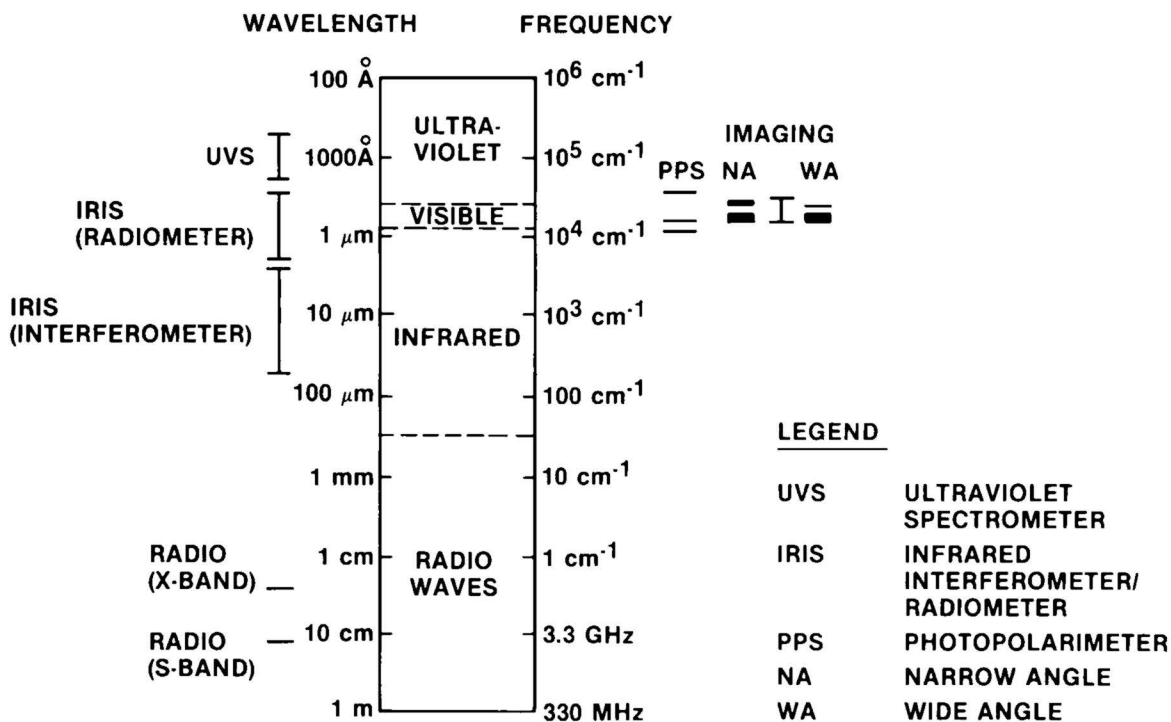 WAVELENGTH FREQUENCY
100 Å 10⁶ cm⁻¹
ULTRA-
VIOLET
UVS 1000Å 10⁵ cm⁻¹
IMAGING
PPS NA WA
IRIS
(RADIOMETER)
VISIBLE
1 μm 10⁴ cm⁻¹
IRIS
(INTERFEROMETER)
10 μm 10³ cm⁻¹
INFRARED
100 μm 100 cm⁻¹
1 mm 10 cm⁻¹
RADIO
(X-BAND)
1 cm 1 cm⁻¹
RADIO
WAVES
RADIO
(S-BAND)
10 cm 3.3 GHz
1 m 330 MHz
LEGEND
UVS ULTRAVIOLET
SPECTROMETER
IRIS INFRARED
INTERFEROMETER/
RADIOMETER
PPS PHOTOPOLARIMETER
NA NARROW ANGLE
WA WIDE ANGLE